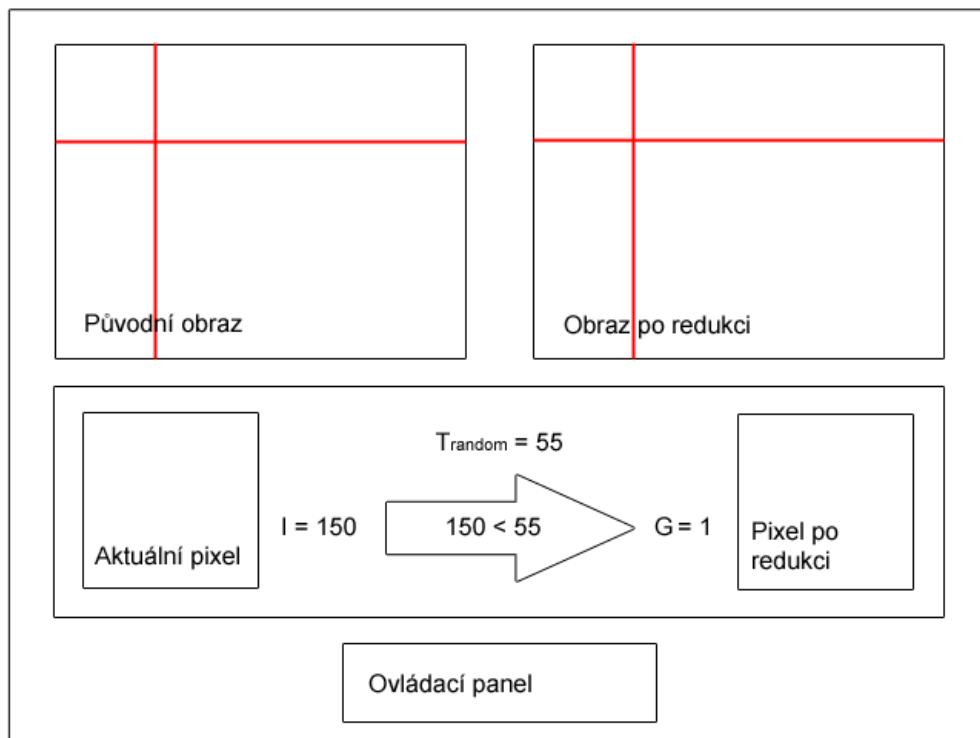 Původní obraz
Obraz po redukci
Trandom = 55
Aktuální pixel
I = 150
150 < 55
G = 1
Pixel po
redukci
Ovládací panel